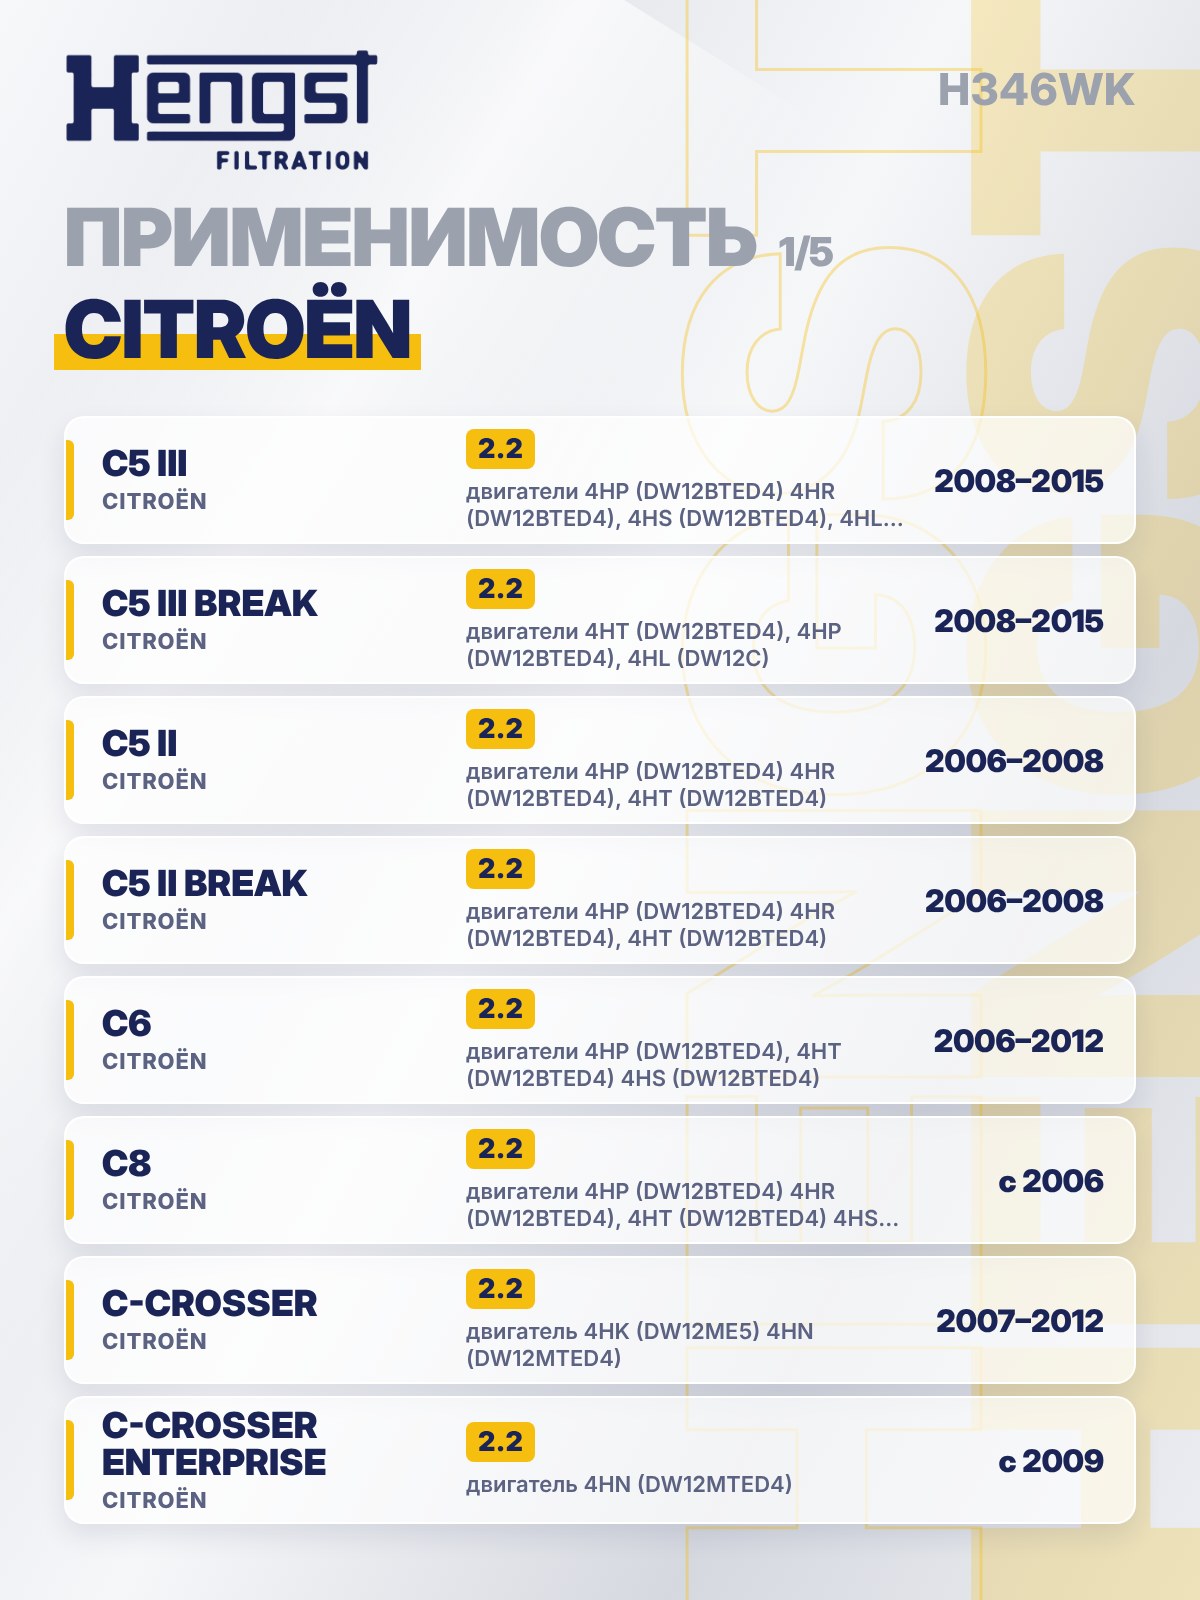 Hengst
FILTRATION
H346WK
ПРИМЕНИМОСТЬ 1/5
CITROËN
C5 III
CITROËN
2.2
двигатели 4HP (DW12BTED4) 4HR
(DW12BTED4), 4HS (DW12BTED4), 4HL...
2008–2015
C5 III BREAK
CITROËN
2.2
двигатели 4HT (DW12BTED4), 4HP
(DW12BTED4), 4HL (DW12C)
2008–2015
C5 II
CITROËN
2.2
двигатели 4HP (DW12BTED4) 4HR
(DW12BTED4), 4HT (DW12BTED4)
2006–2008
C5 II BREAK
CITROËN
2.2
двигатели 4HP (DW12BTED4) 4HR
(DW12BTED4), 4HT (DW12BTED4)
2006–2008
C6
CITROËN
2.2
двигатели 4HP (DW12BTED4), 4HT
(DW12BTED4) 4HS (DW12BTED4)
2006–2012
C8
CITROËN
2.2
двигатели 4HP (DW12BTED4) 4HR
(DW12BTED4), 4HT (DW12BTED4) 4HS...
с 2006
C-CROSSER
CITROËN
2.2
двигатель 4HK (DW12ME5) 4HN
(DW12MTED4)
2007–2012
C-CROSSER
ENTERPRISE
CITROËN
2.2
двигатель 4HN (DW12MTED4)
с 2009
HENGST
HENGST